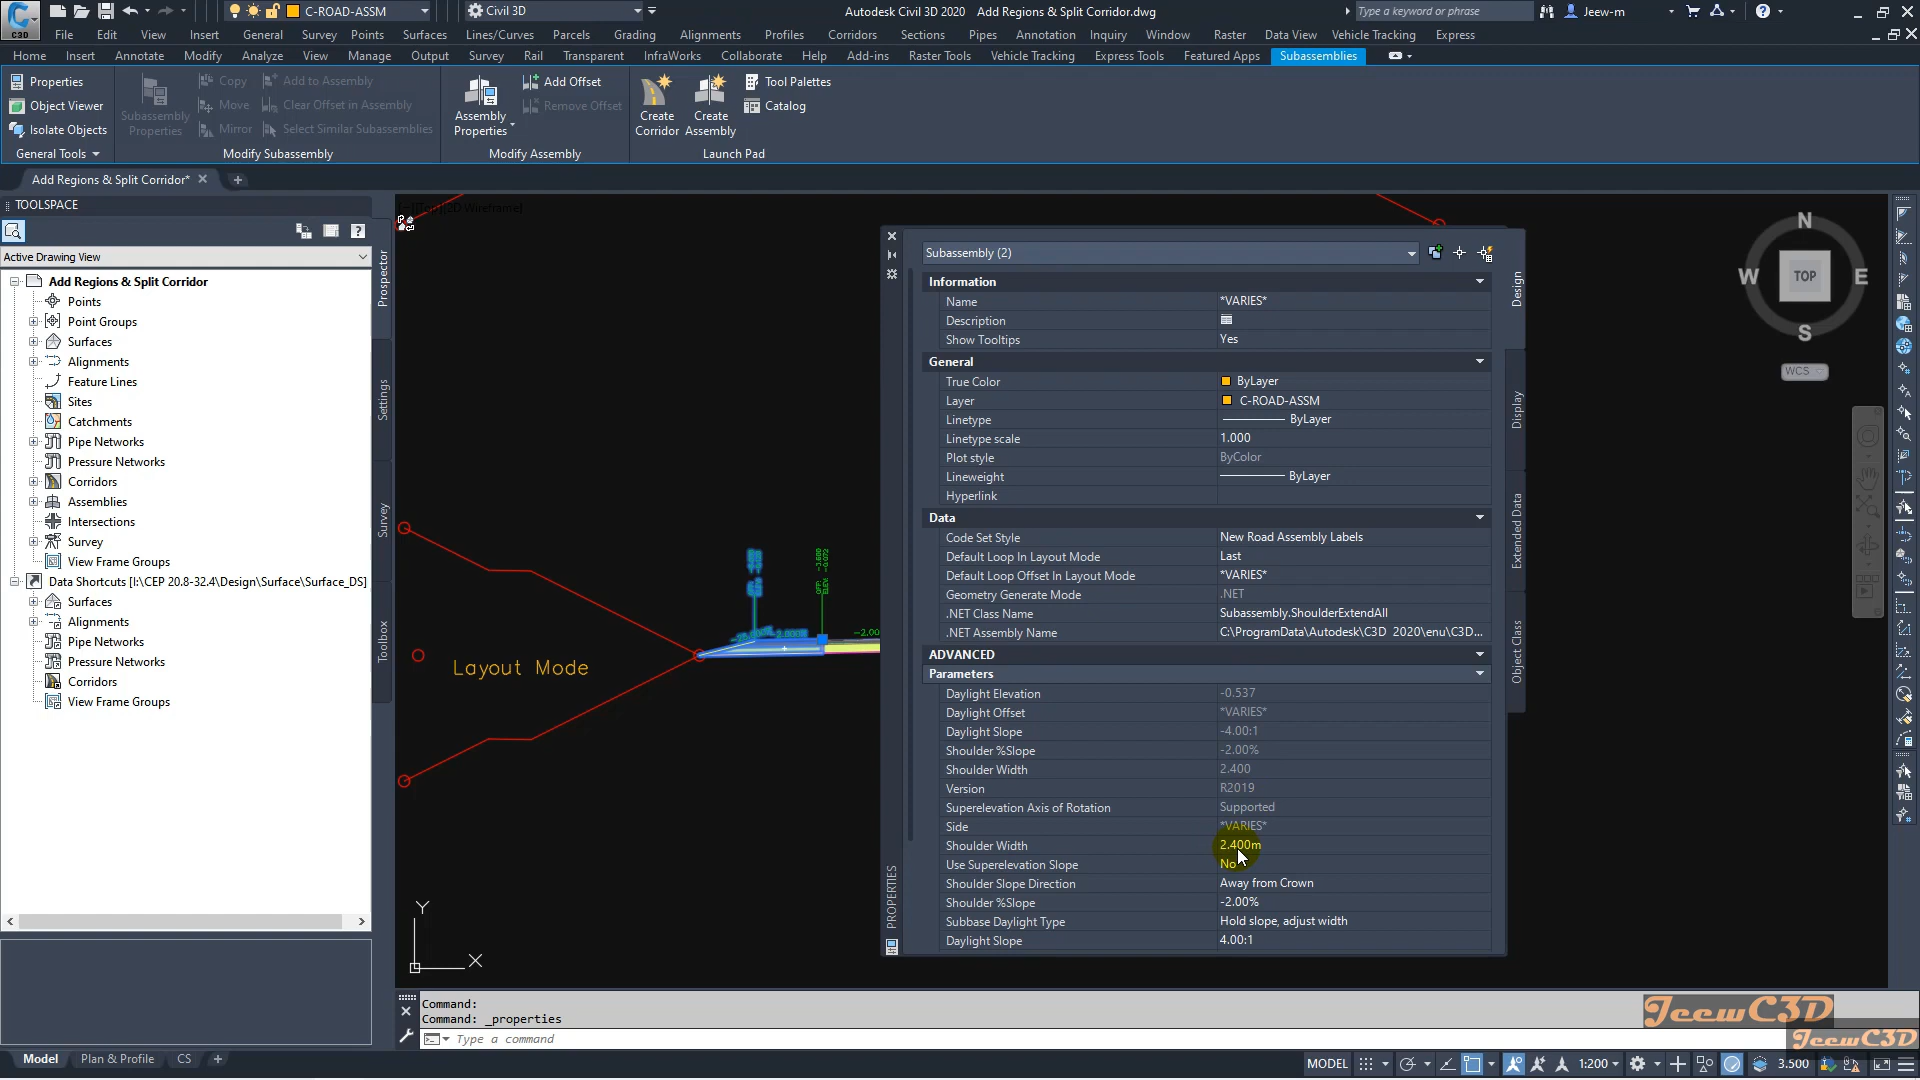 C-ROAD-ASSM
Civil 3D
Autodesk Civil 3D 2020 Add Regions & Split Corridor.dwg
Type a keyword or phrase
Jeew-m
C3D
File Edit View Insert General Survey Points Surfaces Lines/Curves Parcels Grading Alignments Profiles Corridors Sections Pipes Annotation Inquiry Window Raster Data View Vehicle Tracking Express
Home Insert Annotate Modify Analyze View Manage Output Survey Rail Transparent InfraWorks Collaborate Help Add-ins Raster Tools Vehicle Tracking Express Tools Featured Apps Subassemblies
Properties
Object Viewer
Isolate Objects
General Tools
Subassembly Properties
Copy
Move
Mirror
Add to Assembly
Clear Offset in Assembly
Select Similar Subassemblies
Modify Subassembly
Assembly Properties
Add Offset
Remove Offset
Modify Assembly
Create Corridor
Create Assembly
Tool Palettes
Catalog
Launch Pad
Add Regions & Split Corridor*
TOOLSPACE
Active Drawing View
Add Regions & Split Corridor
Points
Point Groups
Surfaces
Alignments
Feature Lines
Sites
Catchments
Pipe Networks
Pressure Networks
Corridors
Assemblies
Intersections
Survey
View Frame Groups
Data Shortcuts [I:\CEP 20.8-32.4\Design\Surface\Surface_DS]
Surfaces
Alignments
Pipe Networks
Pressure Networks
Corridors
View Frame Groups
Prospector
Settings
Survey
Toolbox
[-][Top][2D Wireframe]
Layout Mode
-2.000%
-2.00
Y
X
Subassembly (2)
Information
Name *VARIES*
Description
Show Tooltips Yes
General
True Color ByLayer
Layer C-ROAD-ASSM
Linetype ByLayer
Linetype scale 1.000
Plot style ByColor
Lineweight ByLayer
Hyperlink
Data
Code Set Style New Road Assembly Labels
Default Loop In Layout Mode Last
Default Loop Offset In Layout Mode *VARIES*
Geometry Generate Mode .NET
.NET Class Name Subassembly.ShoulderExtendAll
.NET Assembly Name C:\ProgramData\Autodesk\C3D 2020\enu\C3D...
ADVANCED
Parameters
Daylight Elevation -0.537
Daylight Offset *VARIES*
Daylight Slope -4.00:1
Shoulder %Slope -2.00%
Shoulder Width 2.400
Version R2019
Superelevation Axis of Rotation Supported
Side *VARIES*
Shoulder Width 2.400m
Use Superelevation Slope No
Shoulder Slope Direction Away from Crown
Shoulder %Slope -2.00%
Subbase Daylight Type Hold slope, adjust width
Daylight Slope 4.00:1
PROPERTIES
Design
Display
Extended Data
Object Class
N
W TOP E
S
WCS
Command:
Command: _properties
Type a command
JeewC3D
JeewC3D
Model Plan & Profile CS
MODEL 1:200 3.500